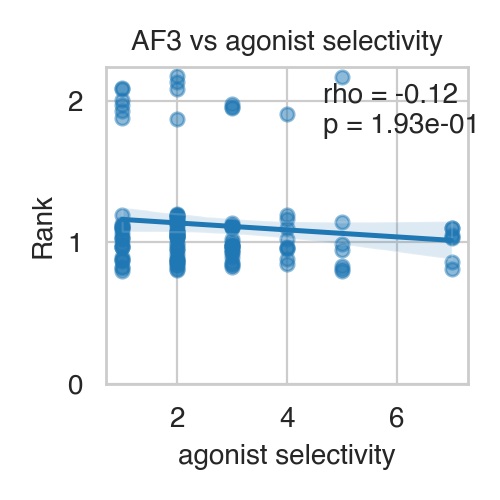 AF3 vs agonist selectivity
rho = -0.12
p = 1.93e-01
2
1
0
Rank
2 4 6
agonist selectivity